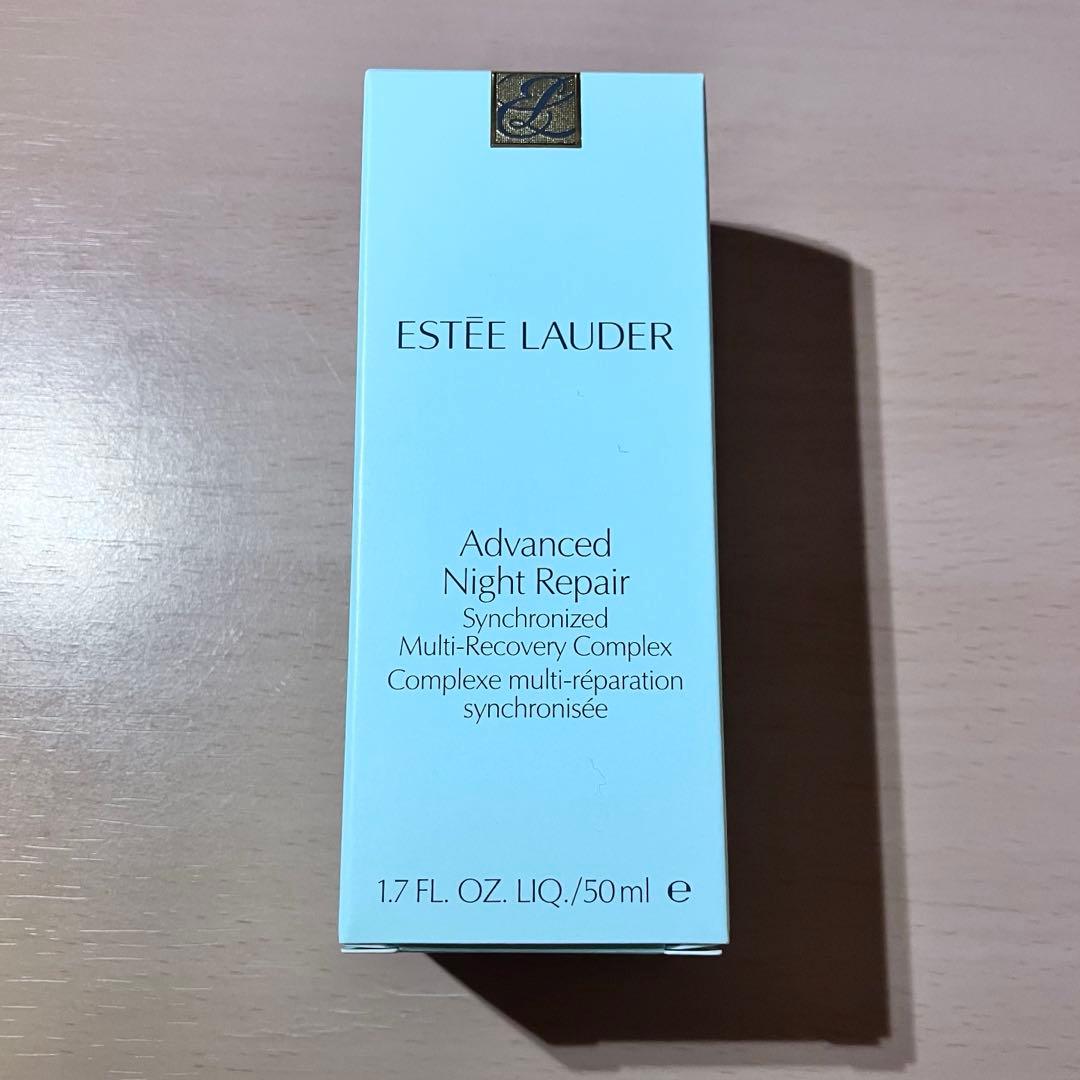 EL
ESTĒE LAUDER
Advanced
Night Repair
Synchronized
Multi-Recovery Complex
Complexe multi-réparation
synchronisée
1.7 FL. OZ. LIQ./50 ml ℮